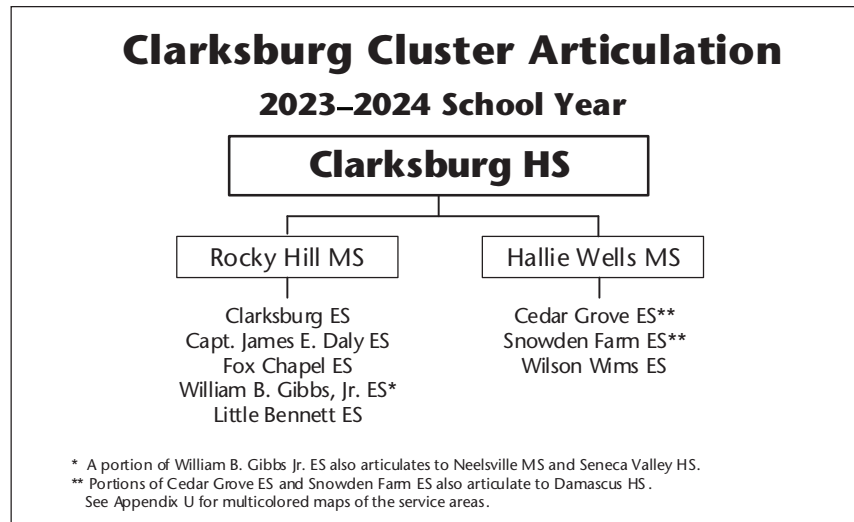 Clarksburg Cluster Articulation
2023–2024 School Year
Clarksburg HS
Rocky Hill MS
Clarksburg ES
Capt. James E. Daly ES
Fox Chapel ES
William B. Gibbs, Jr. ES*
Little Bennett ES
Hallie Wells MS
Cedar Grove ES**
Snowden Farm ES**
Wilson Wims ES
* A portion of William B. Gibbs Jr. ES also articulates to Neelsville MS and Seneca Valley HS.
** Portions of Cedar Grove ES and Snowden Farm ES also articulate to Damascus HS.
See Appendix U for multicolored maps of the service areas.